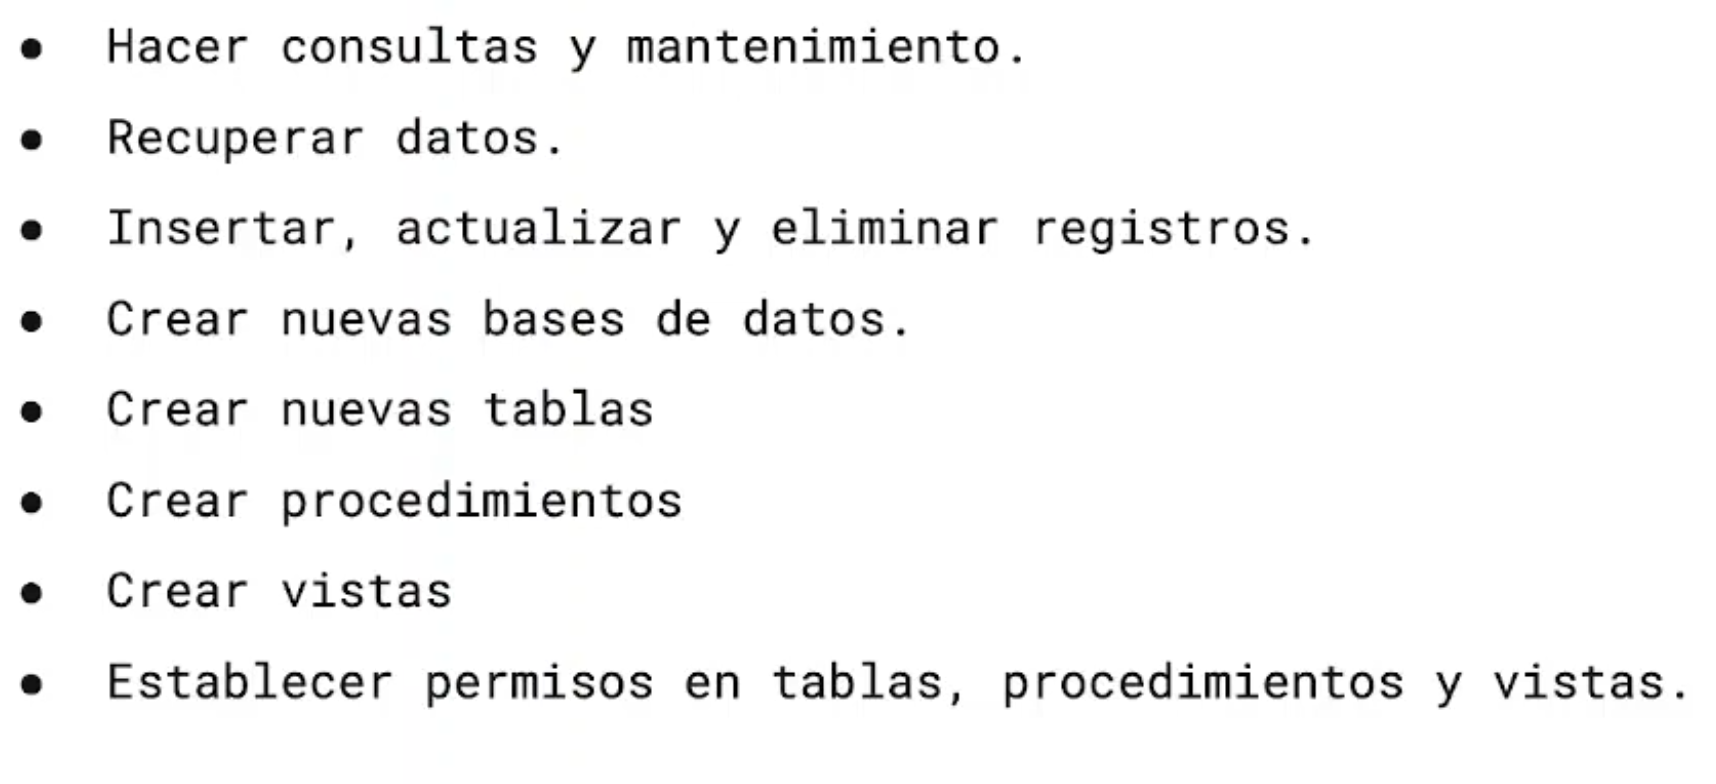 ● Hacer consultas y mantenimiento.
● Recuperar datos.
● Insertar, actualizar y eliminar registros.
● Crear nuevas bases de datos.
● Crear nuevas tablas
● Crear procedimientos
● Crear vistas
● Establecer permisos en tablas, procedimientos y vistas.